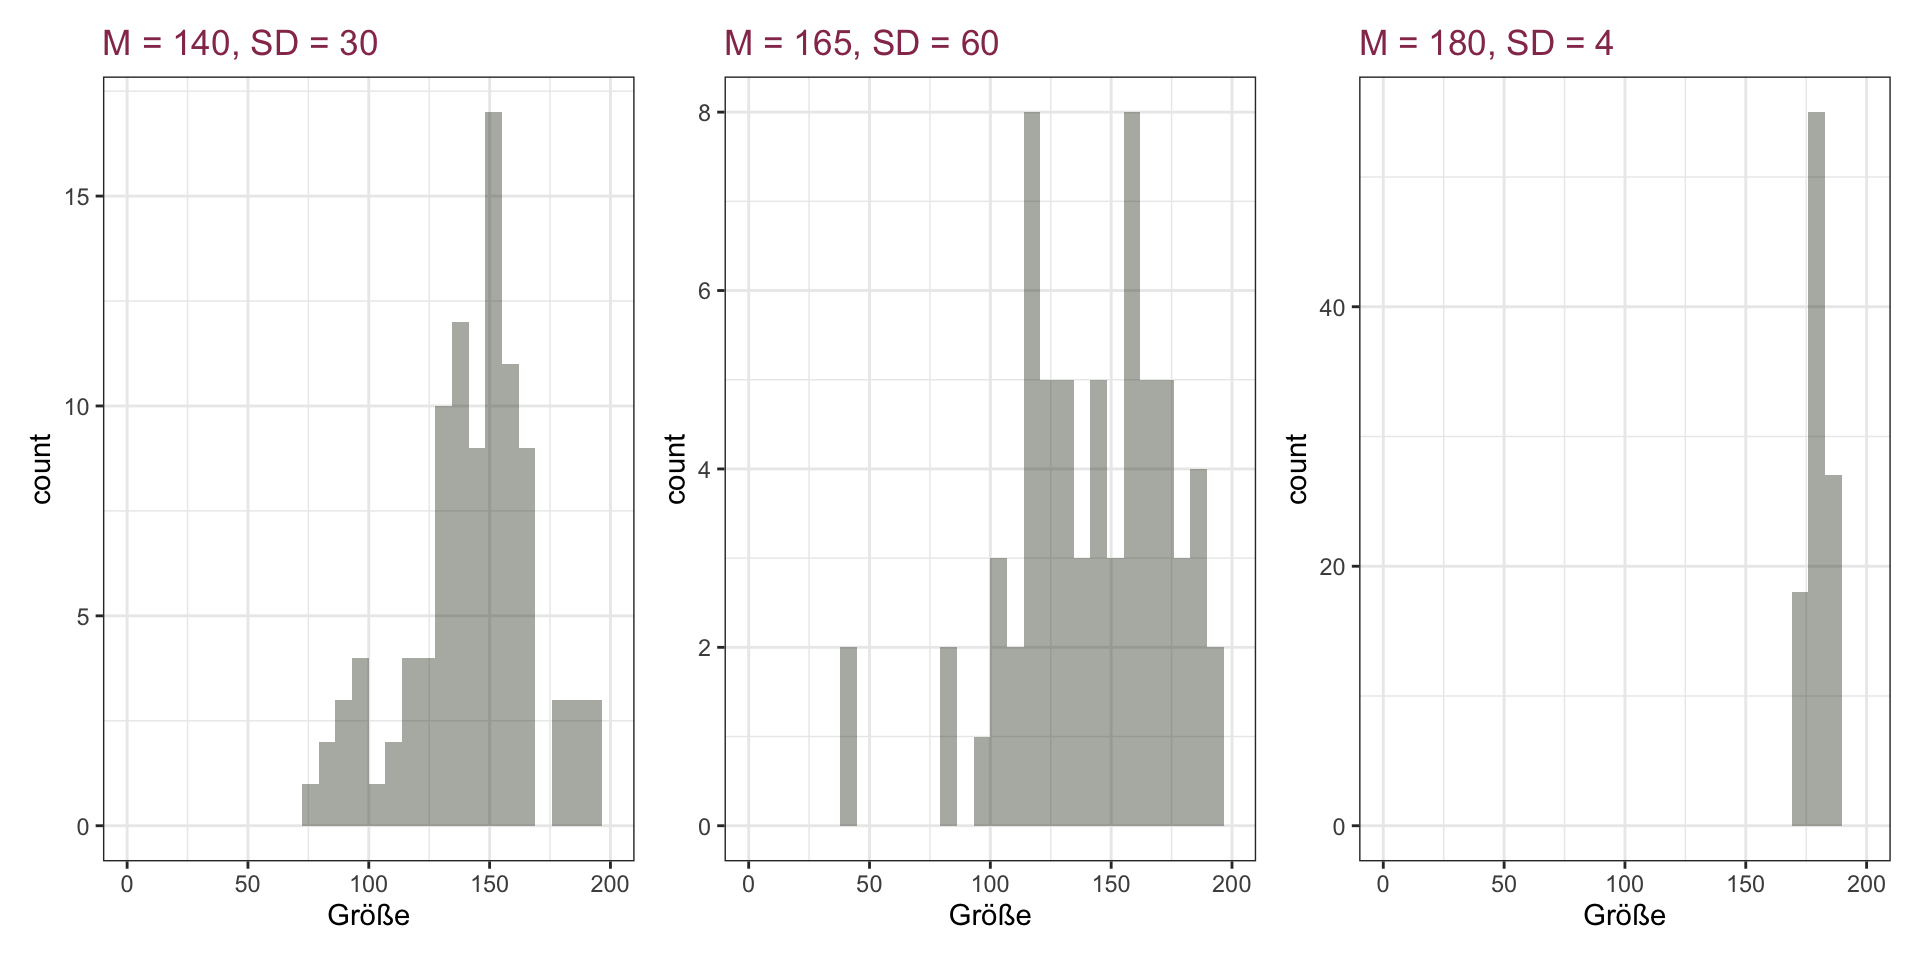 M = 140, SD = 30
15
10
5
0
count
0 50 100 150 200
Größe
M = 165, SD = 60
8
6
4
2
0
count
0 50 100 150 200
Größe
M = 180, SD = 4
40
20
0
count
0 50 100 150 200
Größe